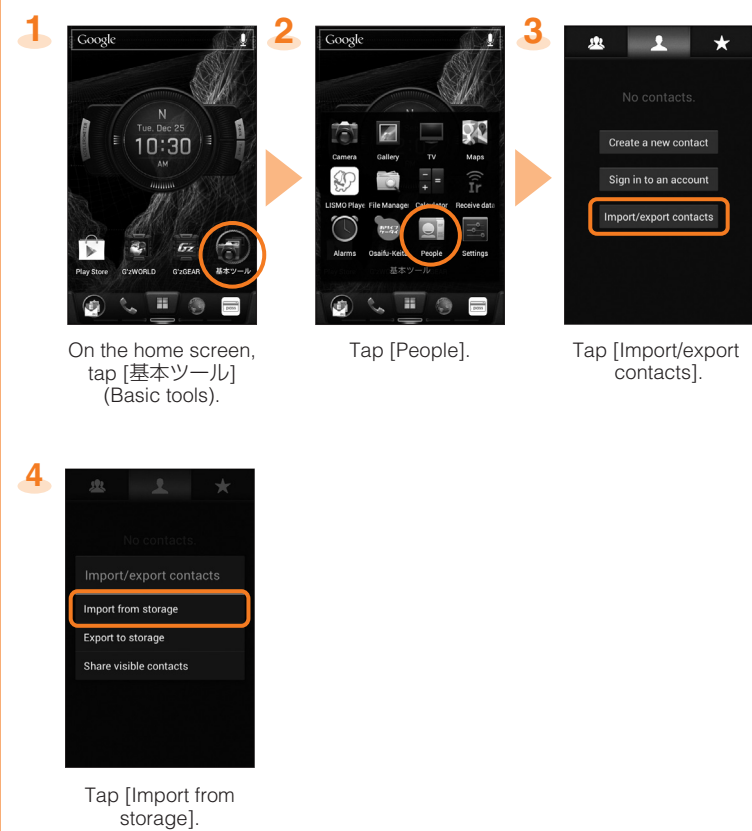 1
Google
N
Tue. Dec 25
10:30
AM
Play Store
G'zWORLD
G'zGEAR
基本ツール
On the home screen,
tap [基本ツール]
(Basic tools).
2
Google
N
Camera
Gallery
TV
Maps
LISMO Playe
File Manager
Calculator
Receive data
Alarms
Osaifu-Keita
People
Settings
基本ツール
Tap [People].
3
No contacts.
Create a new contact
Sign in to an account
Import/export contacts
Tap [Import/export
contacts].
4
No contacts.
Import/export contacts
Import from storage
Export to storage
Share visible contacts
Tap [Import from
storage].